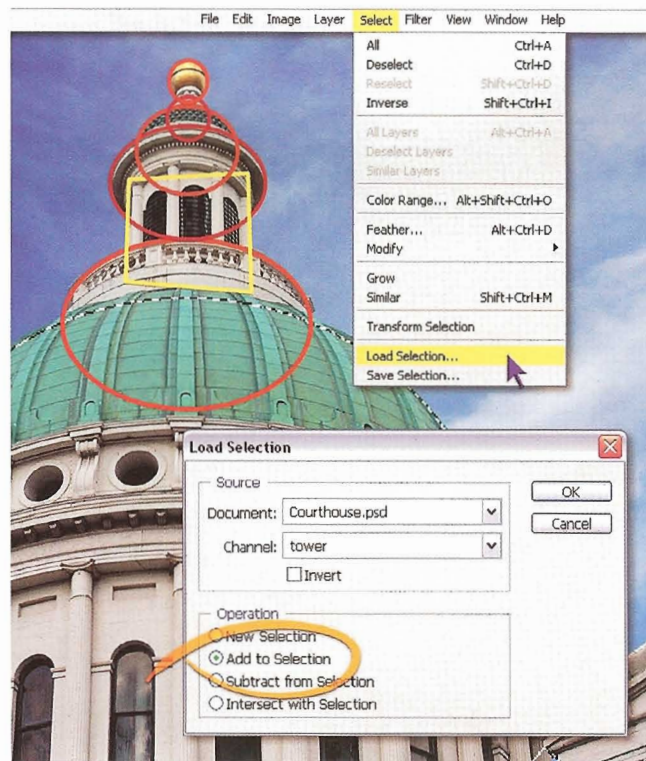 File Edit Image Layer Select Filter View Window Help
All Ctrl+A
Deselect Ctrl+D
Reselect Shift+Ctrl+D
Inverse Shift+Ctrl+I
All Layers Alt+Ctrl+A
Deselect Layers
Similar Layers
Color Range... Alt+Shift+Ctrl+O
Feather... Alt+Ctrl+D
Modify
Grow
Similar Shift+Ctrl+M
Transform Selection
Load Selection...
Save Selection...
Load Selection
Source
Document: Courthouse.psd
OK
Channel: tower
Cancel
Invert
Operation
New Selection
Add to Selection
Subtract from Selection
Intersect with Selection